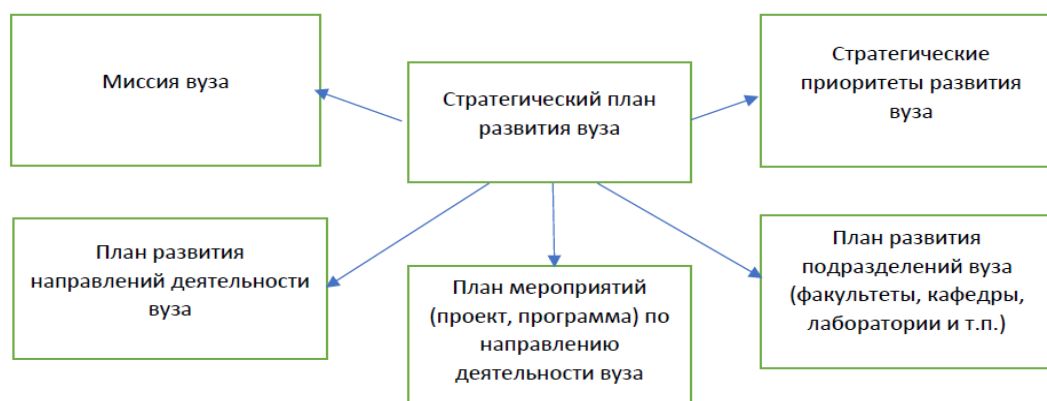 Миссия вуза
Стратегический план
развития вуза
Стратегические
приоритеты развития
вуза
План развития
направлений деятельности
вуза
План мероприятий
(проект, программа) по
направлению
деятельности вуза
План развития
подразделений вуза
(факультеты, кафедры,
лаборатории и т.п.)